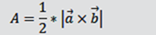 A = 1/2 * |a⃗ × b⃗|